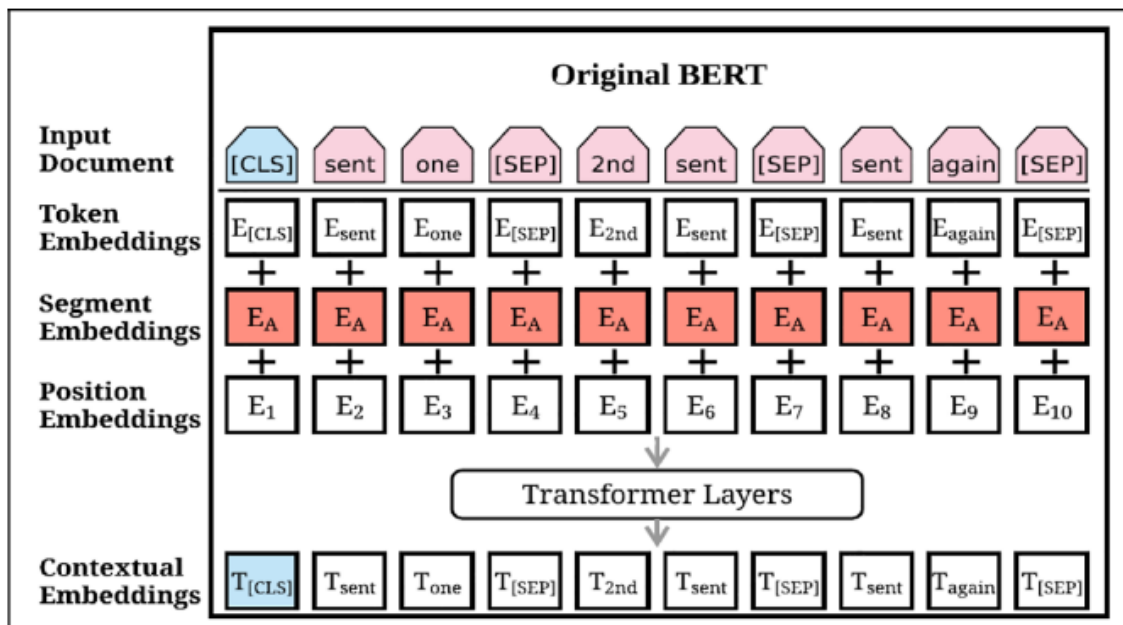 Original BERT
Input
Document
[CLS] sent one [SEP] 2nd sent [SEP] sent again [SEP]
Token
Embeddings
E[CLS] Esent Eone E[SEP] E2nd Esent E[SEP] Esent Eagain E[SEP]
+ + + + + + + + + +
Segment
Embeddings
EA EA EA EA EA EA EA EA EA EA
+ + + + + + + + + +
Position
Embeddings
E1 E2 E3 E4 E5 E6 E7 E8 E9 E10
Transformer Layers
Contextual
Embeddings
T[CLS] Tsent Tone T[SEP] T2nd Tsent T[SEP] Tsent Tagain T[SEP]